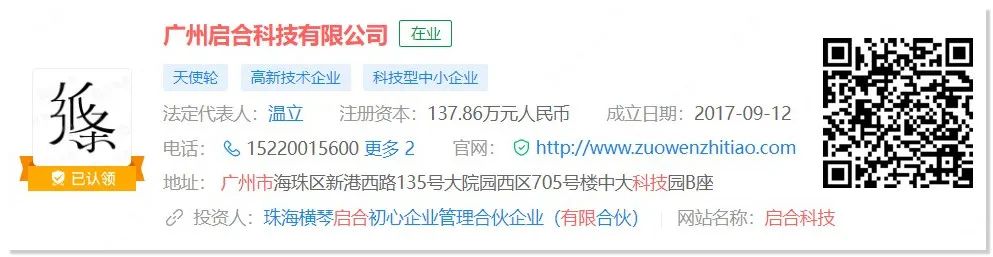 广州启合科技有限公司 在业
天使轮 高新技术企业 科技型中小企业
法定代表人：温立 注册资本：137.86万元人民币 成立日期：2017-09-12
电话：15220015600 更多 2 官网：http://www.zuowenzhitiao.com
已认领
地址：广州市海珠区新港西路135号大院园西区705号楼中大科技园B座
投资人：珠海横琴启合初心企业管理合伙企业（有限合伙） 网站名称：启合科技